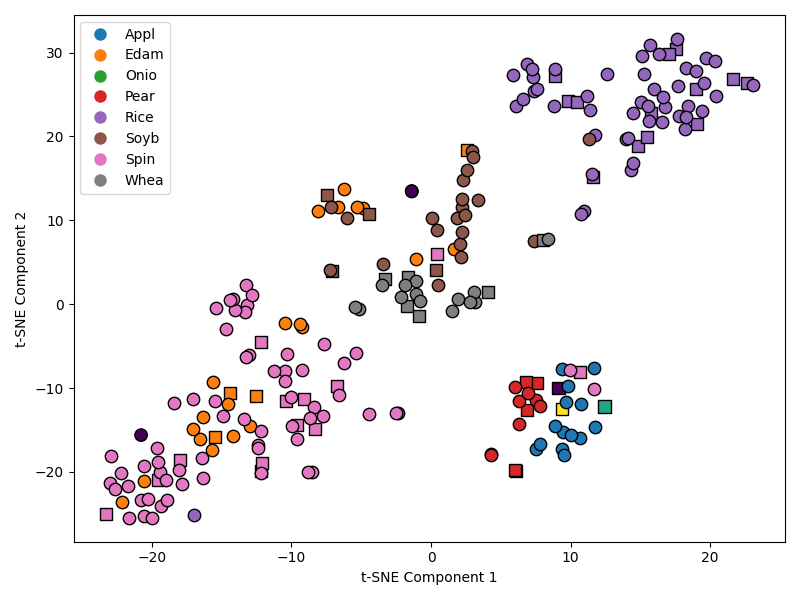 Appl
Edam
Onio
Pear
Rice
Soyb
Spin
Whea
30
20
10
0
−10
−20
−20
−10
0
10
20
t-SNE Component 1
t-SNE Component 2